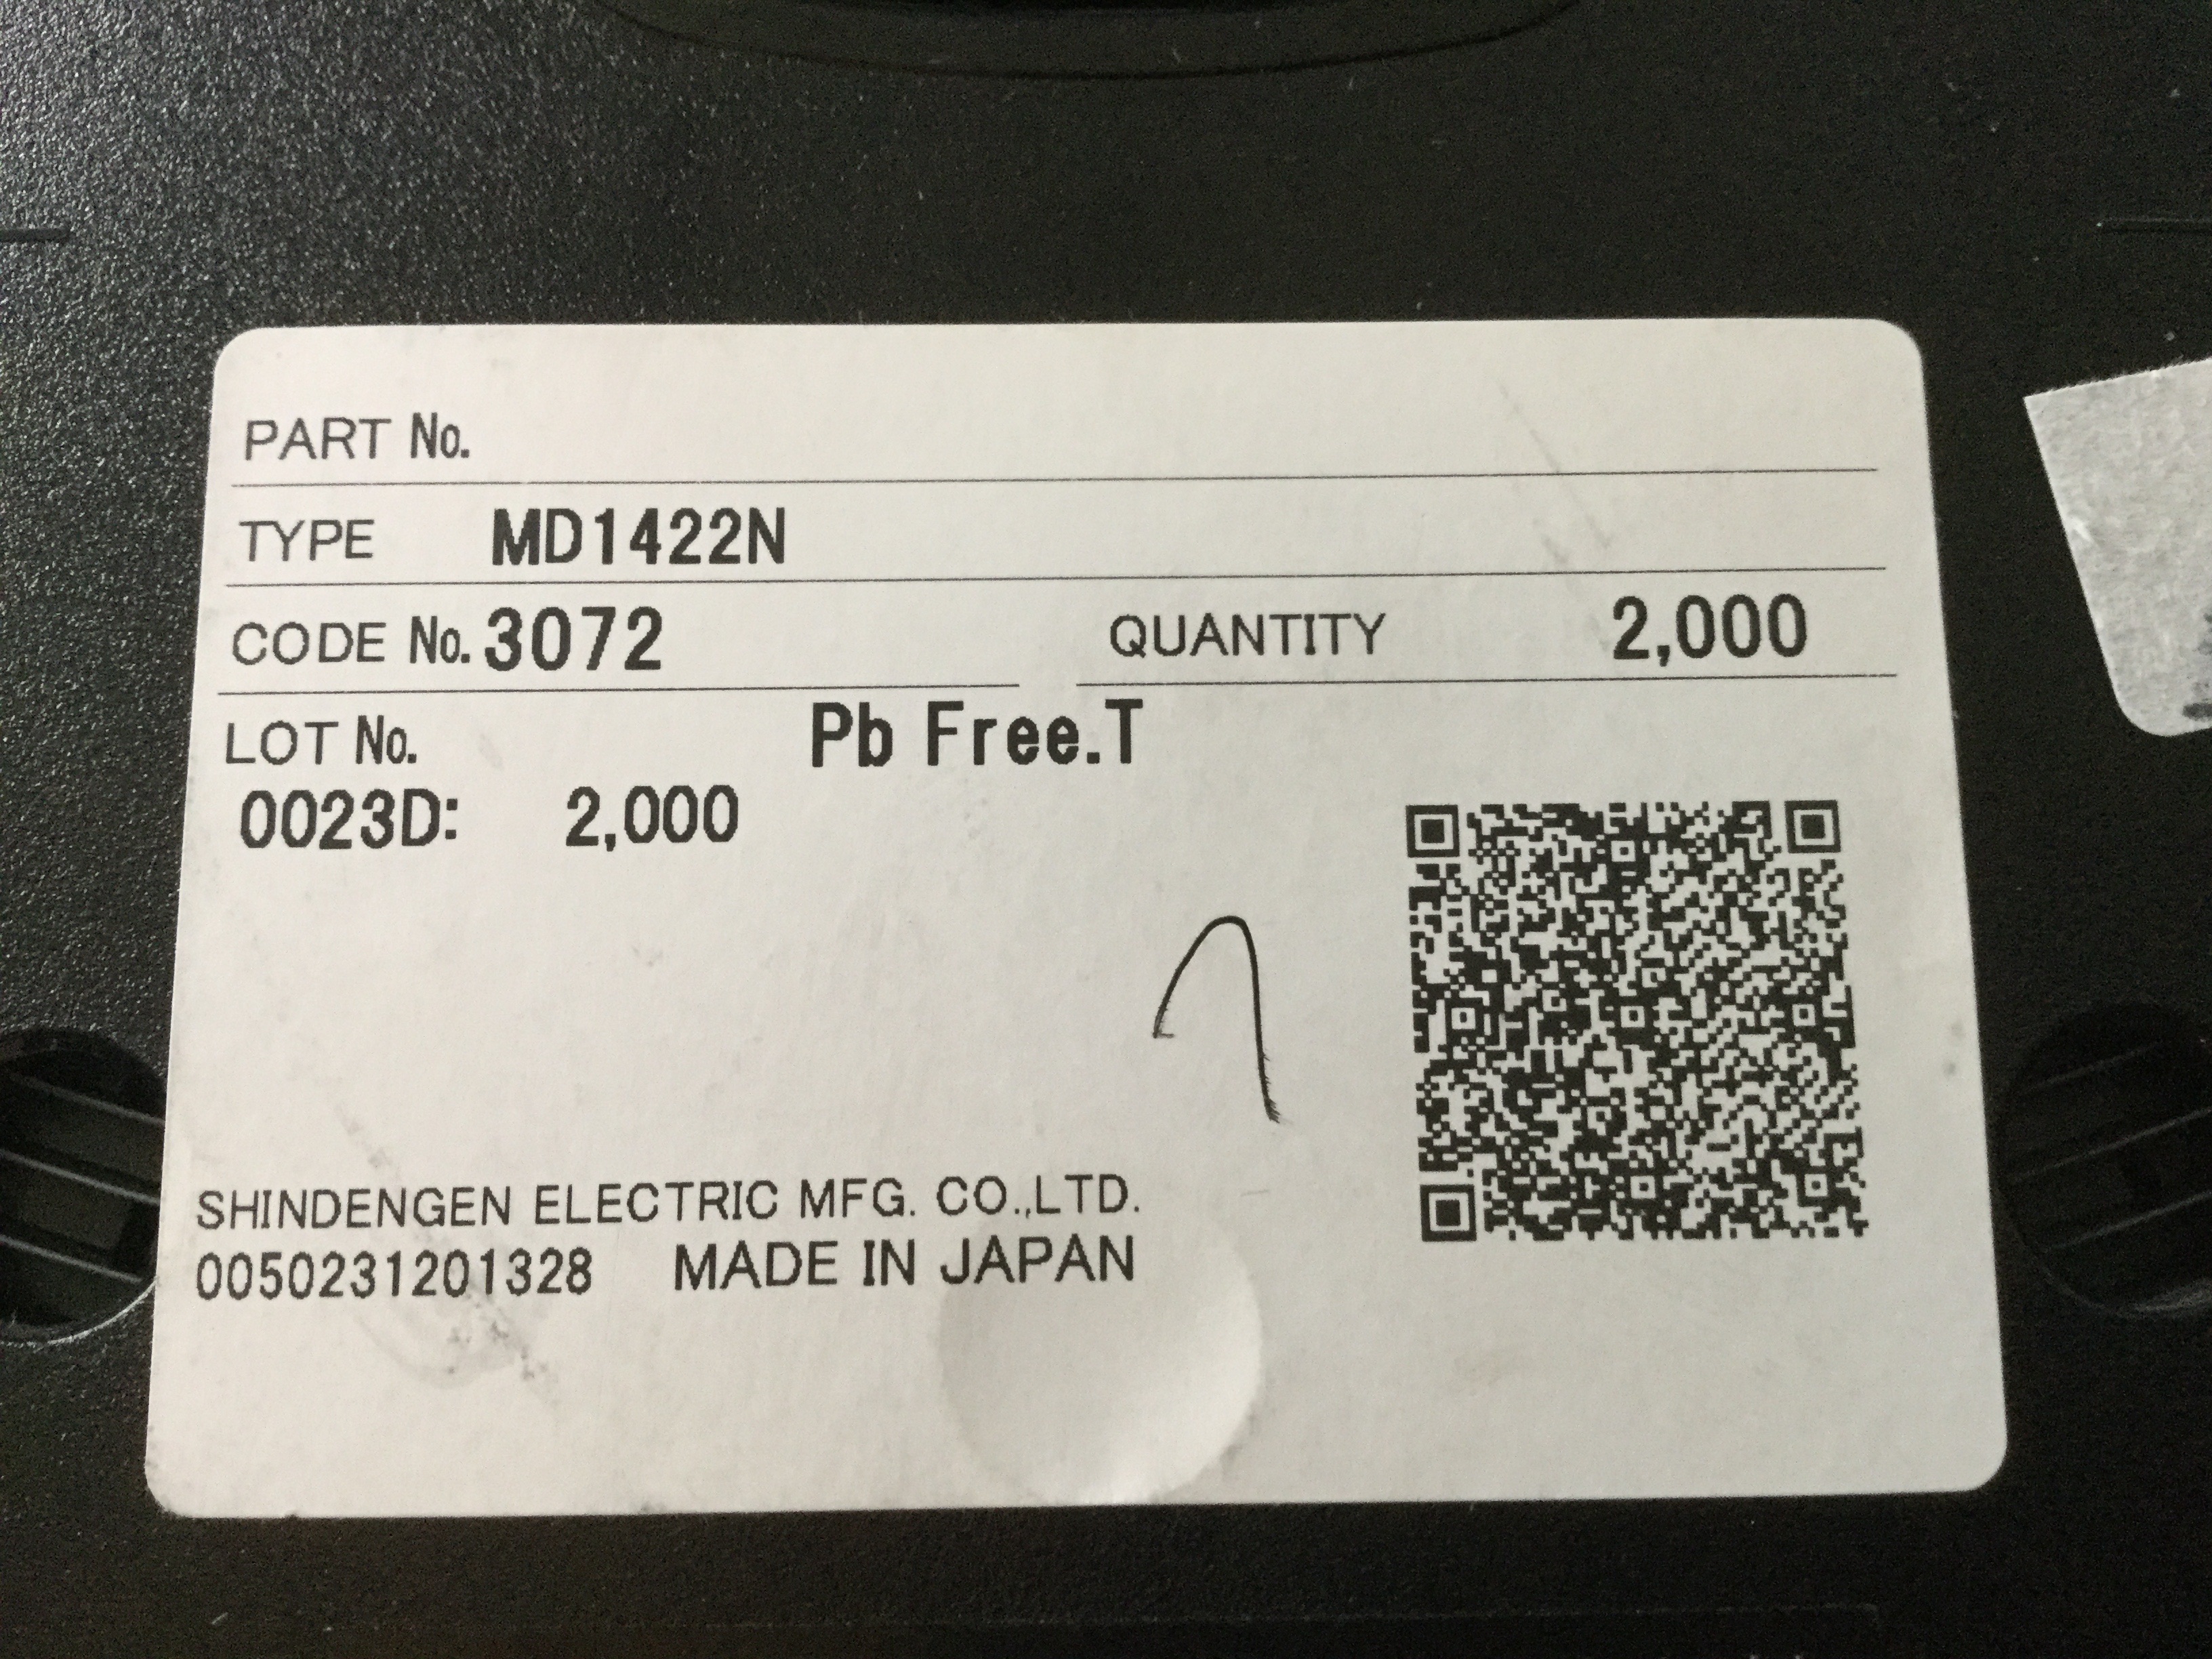 PART No.
TYPE MD1422N
CODE No. 3072 QUANTITY 2,000
LOT No. Pb Free.T
0023D: 2,000
SHINDENGEN ELECTRIC MFG. CO.,LTD.
0050231201328 MADE IN JAPAN